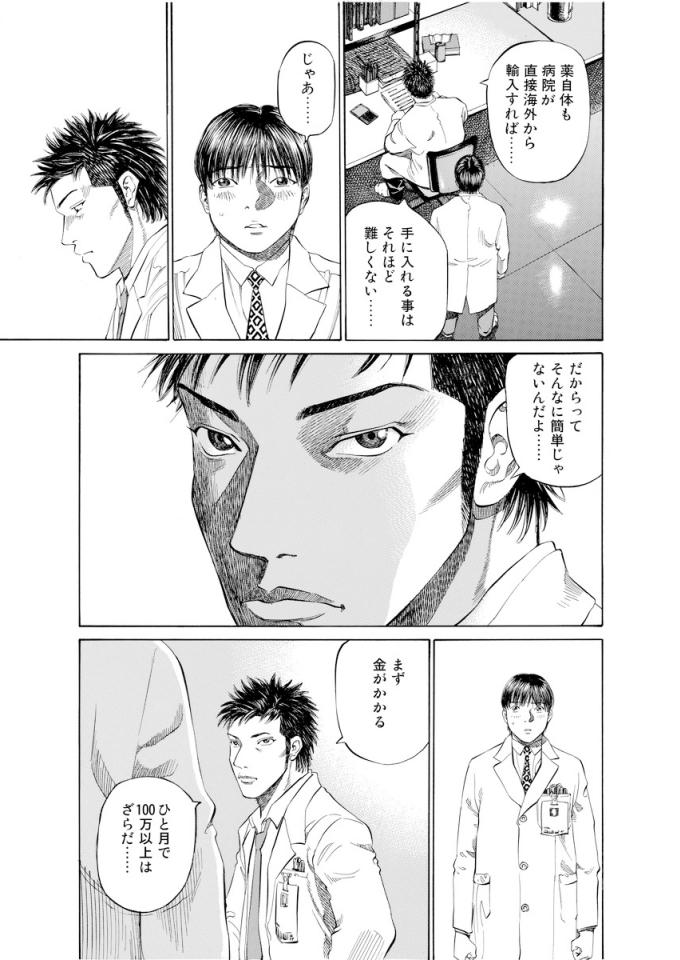 薬自体も
病院が
直接海外から
輸入すれば……
手に入れる事は
それほど
難しくない……
じゃあ……
だからって
そんなに簡単じゃ
ないんだよ……
まず
金がかかる
ひと月で
100万以上は
ざらだ……